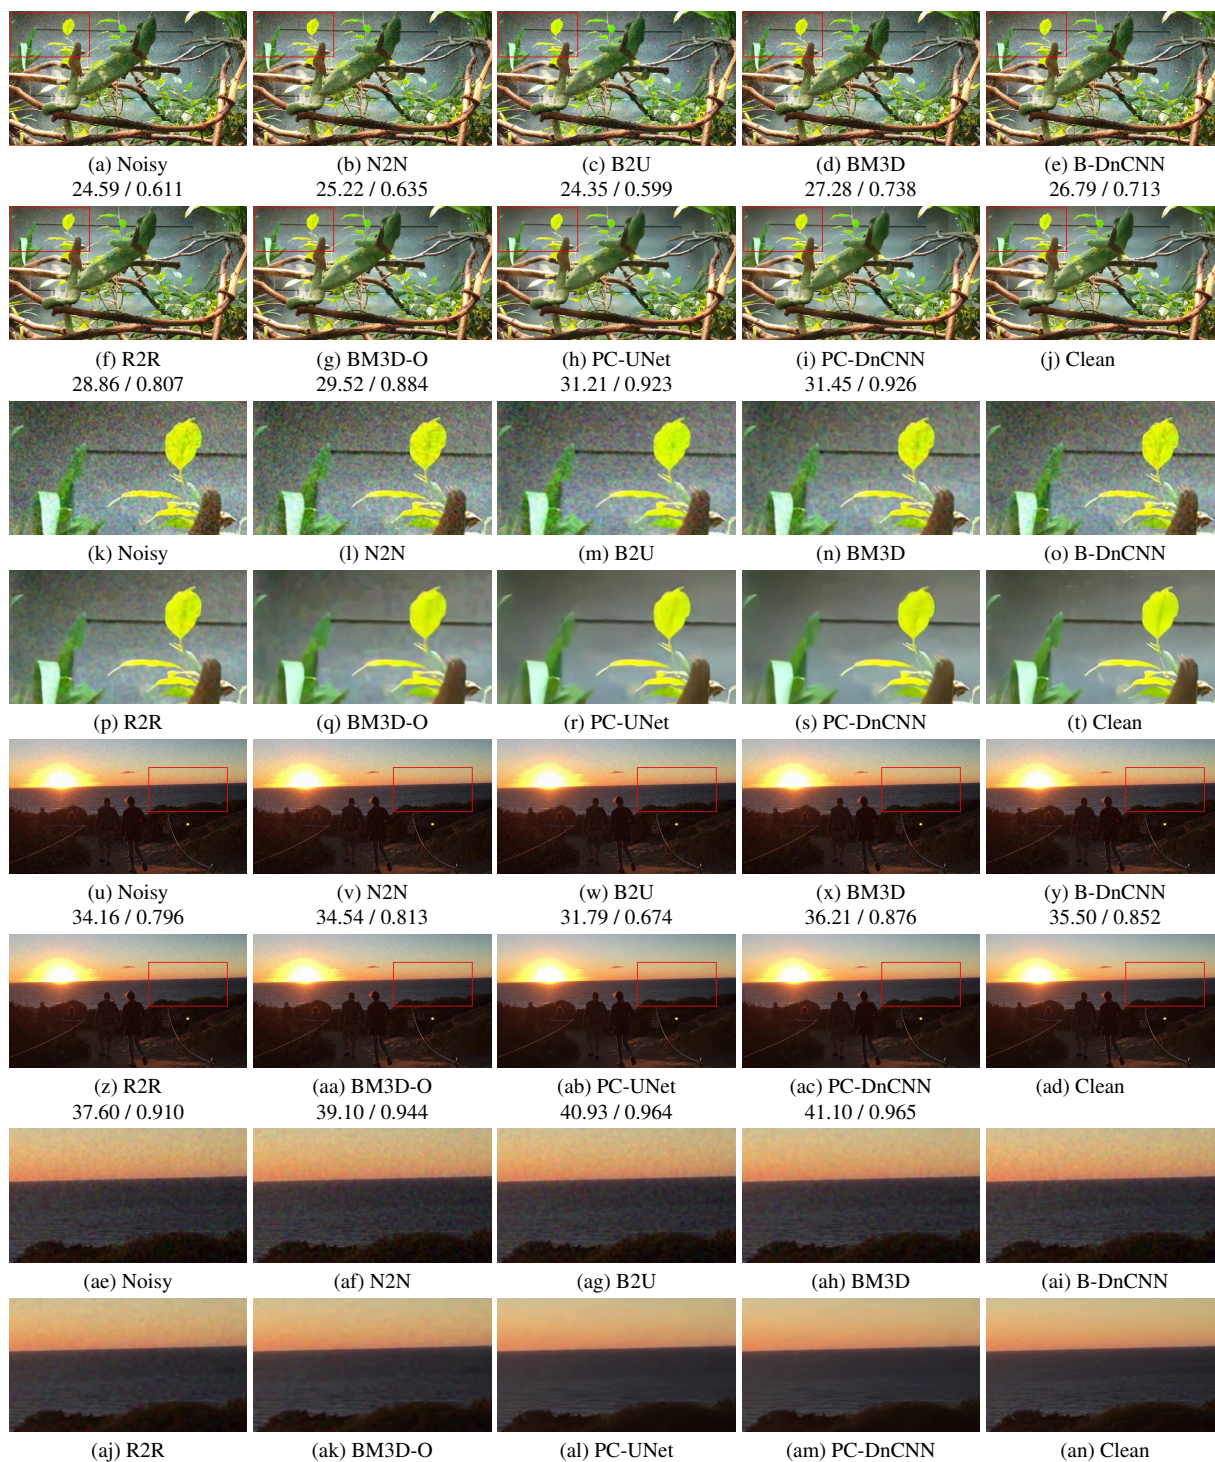 (a) Noisy (b) N2N (c) B2U (d) BM3D (e) B-DnCNN
24.59 / 0.611 25.22 / 0.635 24.35 / 0.599 27.28 / 0.738 26.79 / 0.713
(f) R2R (g) BM3D-O (h) PC-UNet (i) PC-DnCNN (j) Clean
28.86 / 0.807 29.52 / 0.884 31.21 / 0.923 31.45 / 0.926
(k) Noisy (l) N2N (m) B2U (n) BM3D (o) B-DnCNN
(p) R2R (q) BM3D-O (r) PC-UNet (s) PC-DnCNN (t) Clean
(u) Noisy (v) N2N (w) B2U (x) BM3D (y) B-DnCNN
34.16 / 0.796 34.54 / 0.813 31.79 / 0.674 36.21 / 0.876 35.50 / 0.852
(z) R2R (aa) BM3D-O (ab) PC-UNet (ac) PC-DnCNN (ad) Clean
37.60 / 0.910 39.10 / 0.944 40.93 / 0.964 41.10 / 0.965
(ae) Noisy (af) N2N (ag) B2U (ah) BM3D (ai) B-DnCNN
(aj) R2R (ak) BM3D-O (al) PC-UNet (am) PC-DnCNN (an) Clean